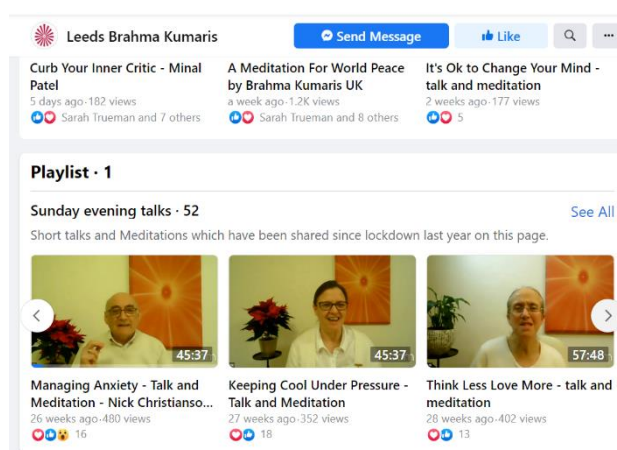 Leeds Brahma Kumaris
Send Message
Like
Curb Your Inner Critic - Minal
Patel
5 days ago·182 views
Sarah Trueman and 7 others
A Meditation For World Peace
by Brahma Kumaris UK
a week ago·1.2K views
Sarah Trueman and 8 others
It's Ok to Change Your Mind -
talk and meditation
2 weeks ago·177 views
5
Playlist · 1
Sunday evening talks · 52
See All
Short talks and Meditations which have been shared since lockdown last year on this page.
45:37
45:37
57:48
Managing Anxiety - Talk and
Meditation - Nick Christianso...
26 weeks ago·480 views
16
Keeping Cool Under Pressure -
Talk and Meditation
27 weeks ago·352 views
18
Think Less Love More - talk and
meditation
28 weeks ago·402 views
13